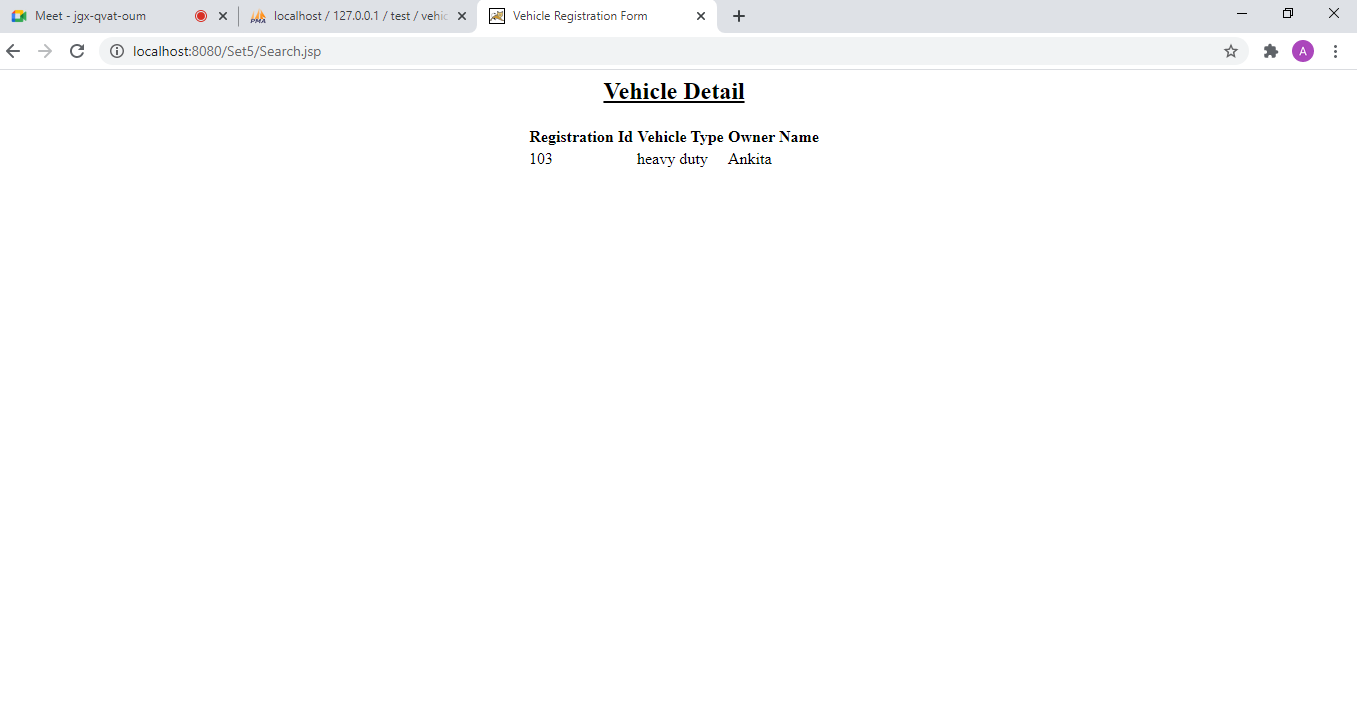 Meet - jgx-qvat-oum
localhost / 127.0.0.1 / test / vehic
Vehicle Registration Form
localhost:8080/Set5/Search.jsp
A
Vehicle Detail
Registration Id Vehicle Type Owner Name
103 heavy duty Ankita